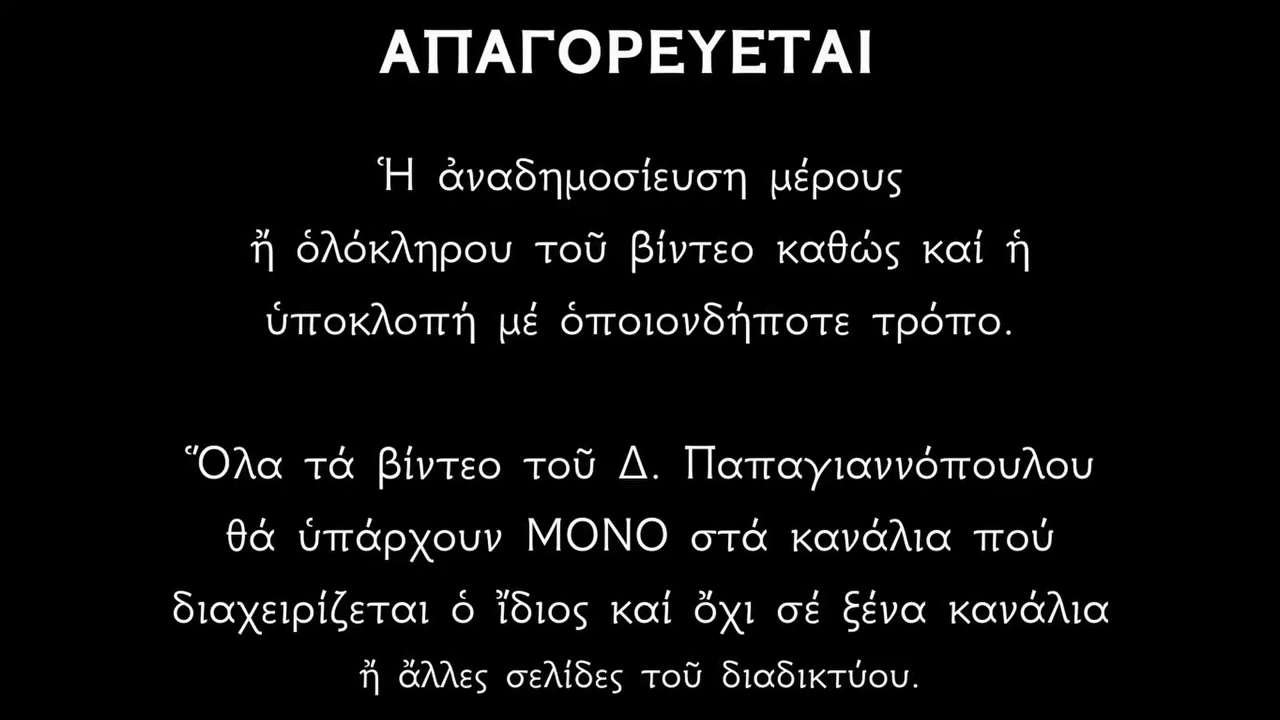 ΑΠΑΓΟΡΕΥΕΤΑΙ
Ἡ ἀναδημοσίευση μέρους
ἤ ὁλόκληρου τοῦ βίντεο καθώς καί ἡ
ὑποκλοπή μέ ὁποιονδήποτε τρόπο.
Ὅλα τά βίντεο τοῦ Δ. Παπαγιαννόπουλου
θά ὑπάρχουν ΜΟΝΟ στά κανάλια πού
διαχειρίζεται ὁ ἴδιος καί ὄχι σέ ξένα κανάλια
ἤ ἄλλες σελίδες τοῦ διαδικτύου.